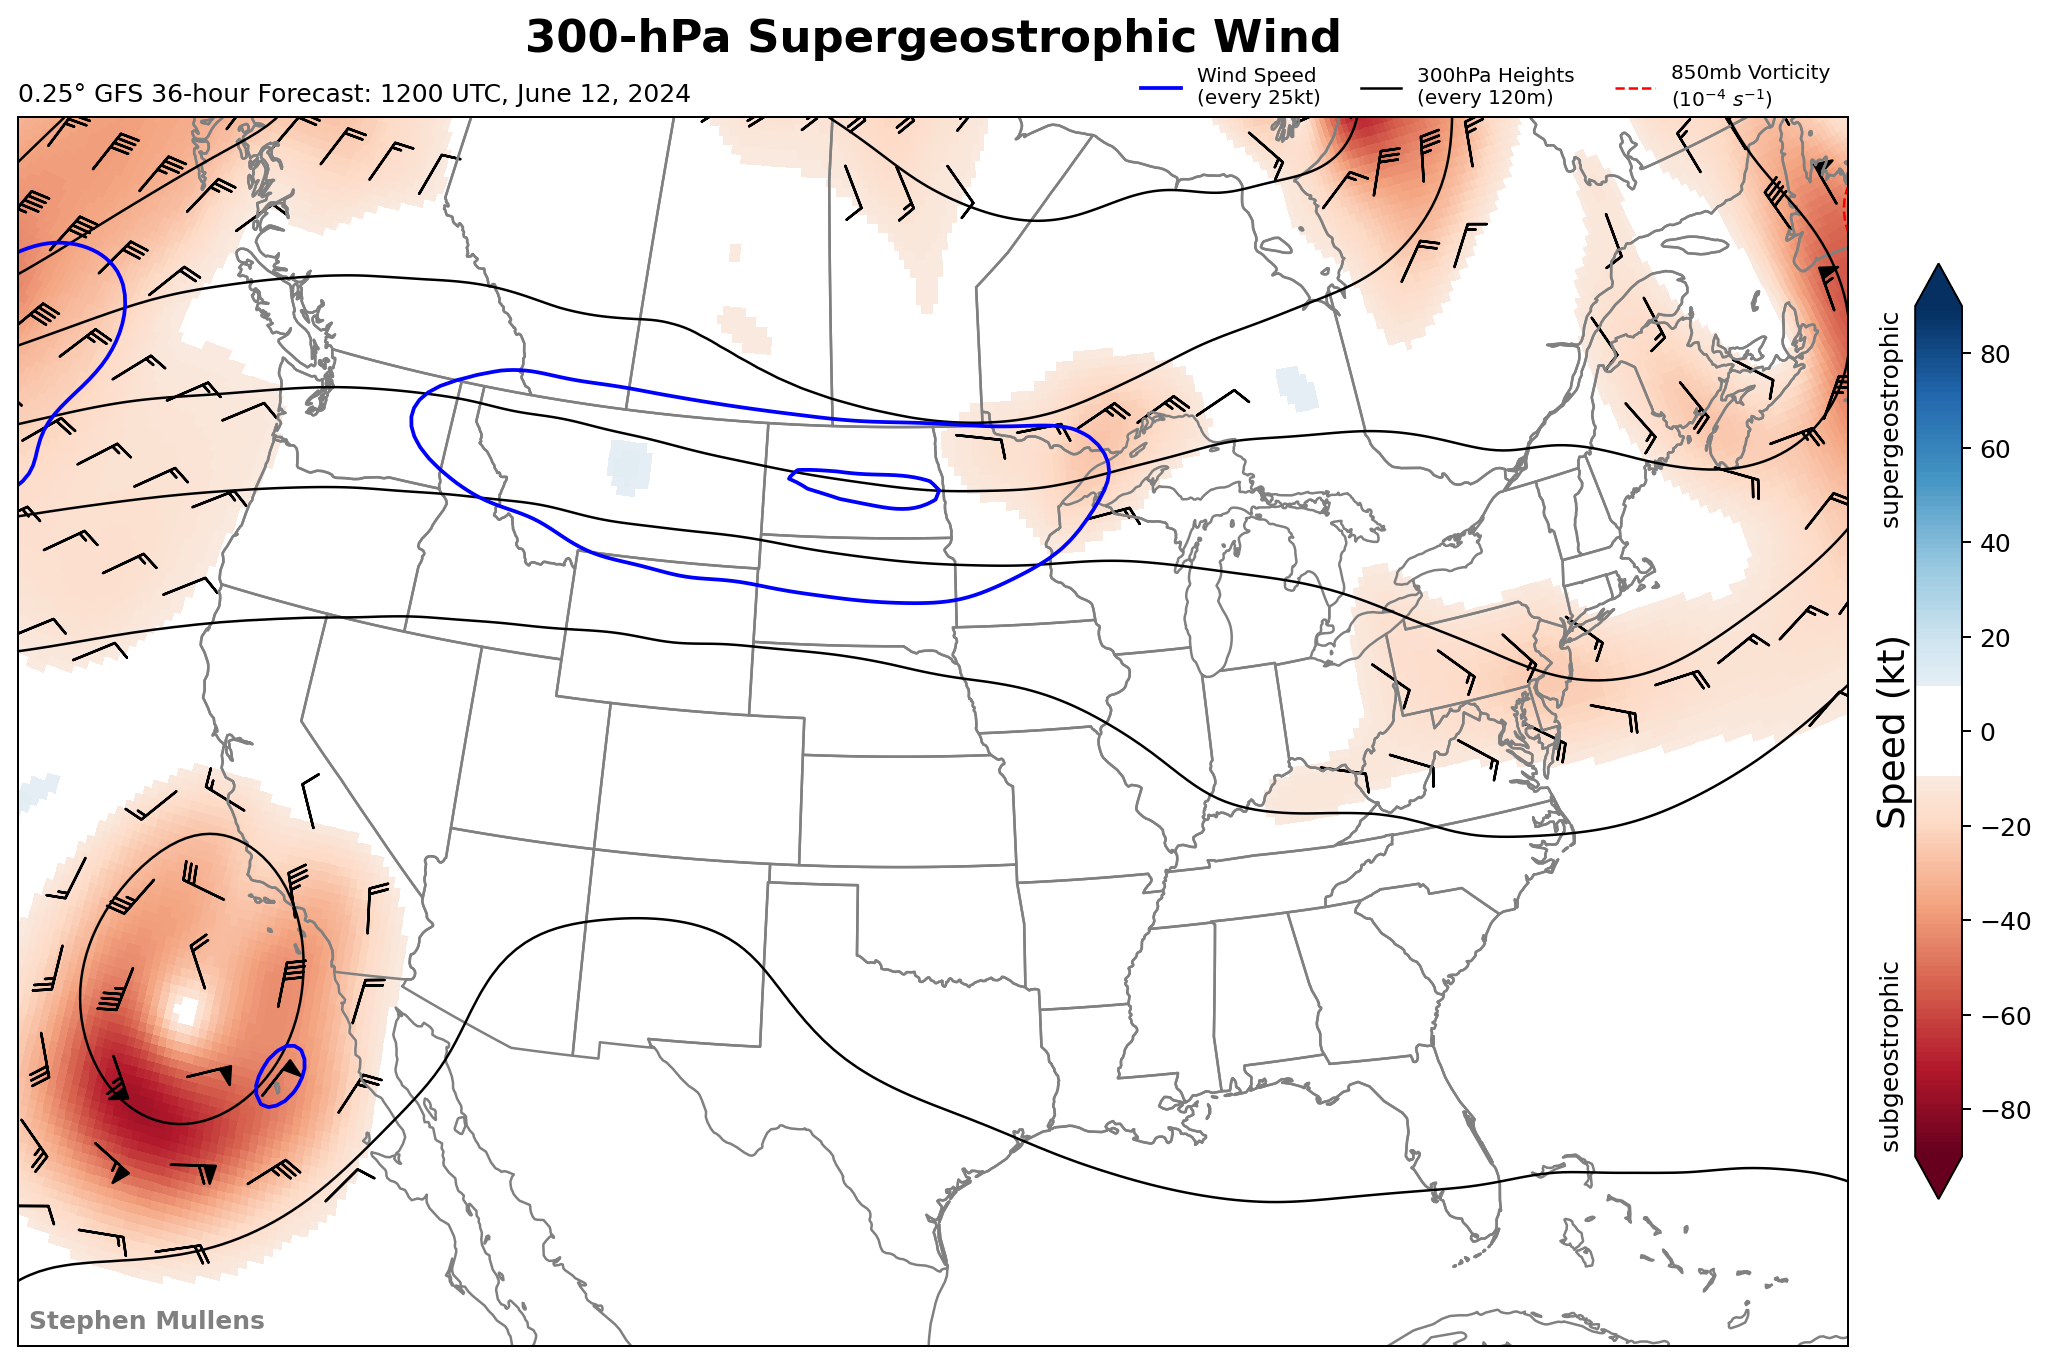 300-hPa Supergeostrophic Wind
0.25° GFS 36-hour Forecast: 1200 UTC, June 12, 2024
Wind Speed
(every 25kt)
300hPa Heights
(every 120m)
850mb Vorticity
(10⁻⁴ s⁻¹)
supergeostrophic
Speed (kt)
subgeostrophic
80
60
40
20
0
−20
−40
−60
−80
Stephen Mullens